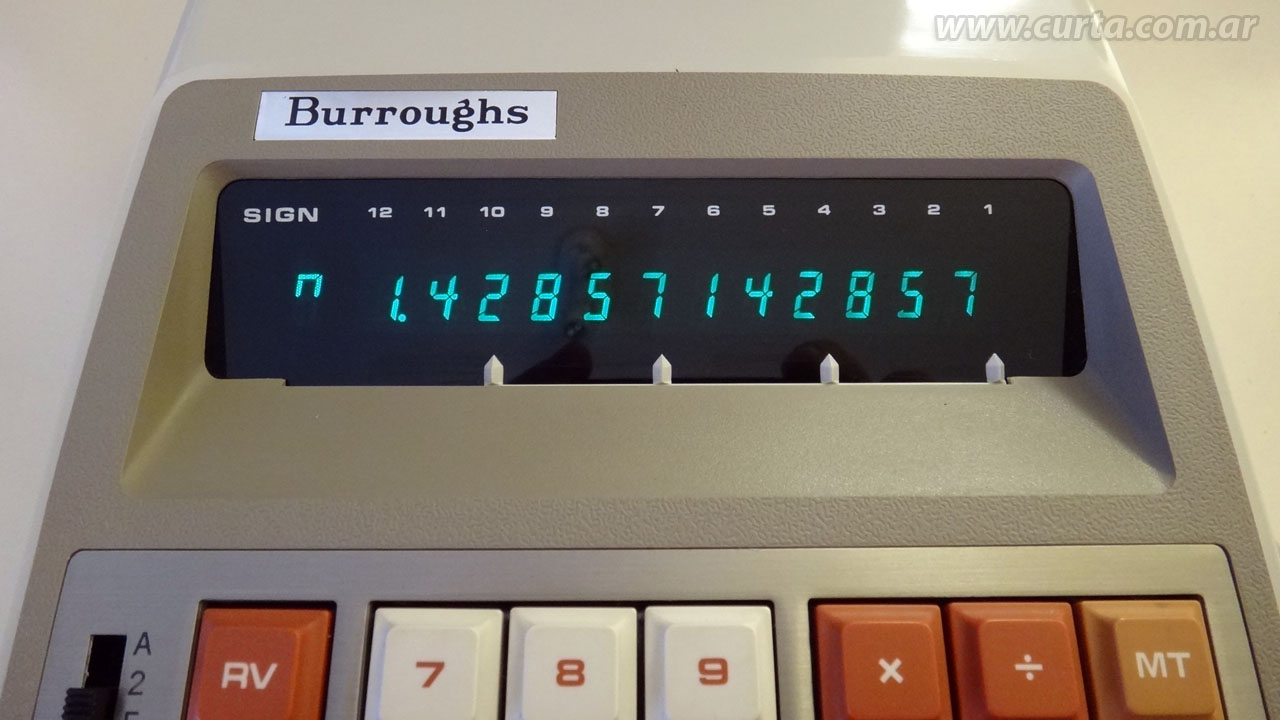 www.curta.com.ar
Burroughs
SIGN 12 11 10 9 8 7 6 5 4 3 2 1
n 1.42857142857
A
2
RV 7 8 9 × ÷ MT